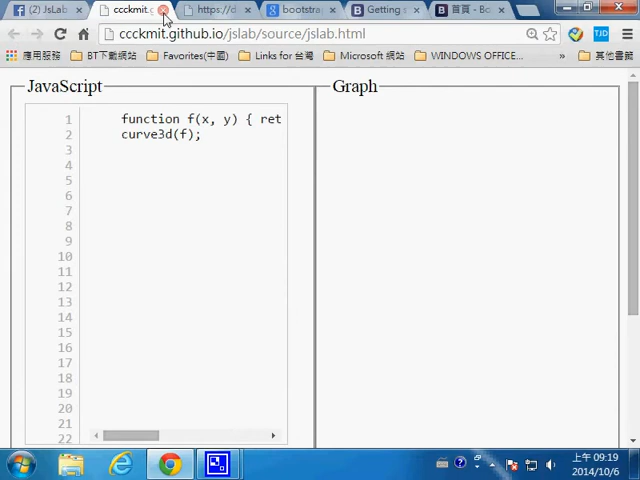 (2) JsLab
ccckmit.g
https://d
bootstra
Getting s
首頁 - Bo
ccckmit.github.io/jslab/source/jslab.html
應用服務
BT下載網站
Favorites(中國)
Links for 台灣
Microsoft 網站
WINDOWS OFFICE...
»
其他書籤
JavaScript
Graph
1 function f(x, y) { ret
2 curve3d(f);
3
4
5
6
7
8
9
10
11
12
13
14
15
16
17
18
19
20
21
22
上午 09:19
2014/10/6